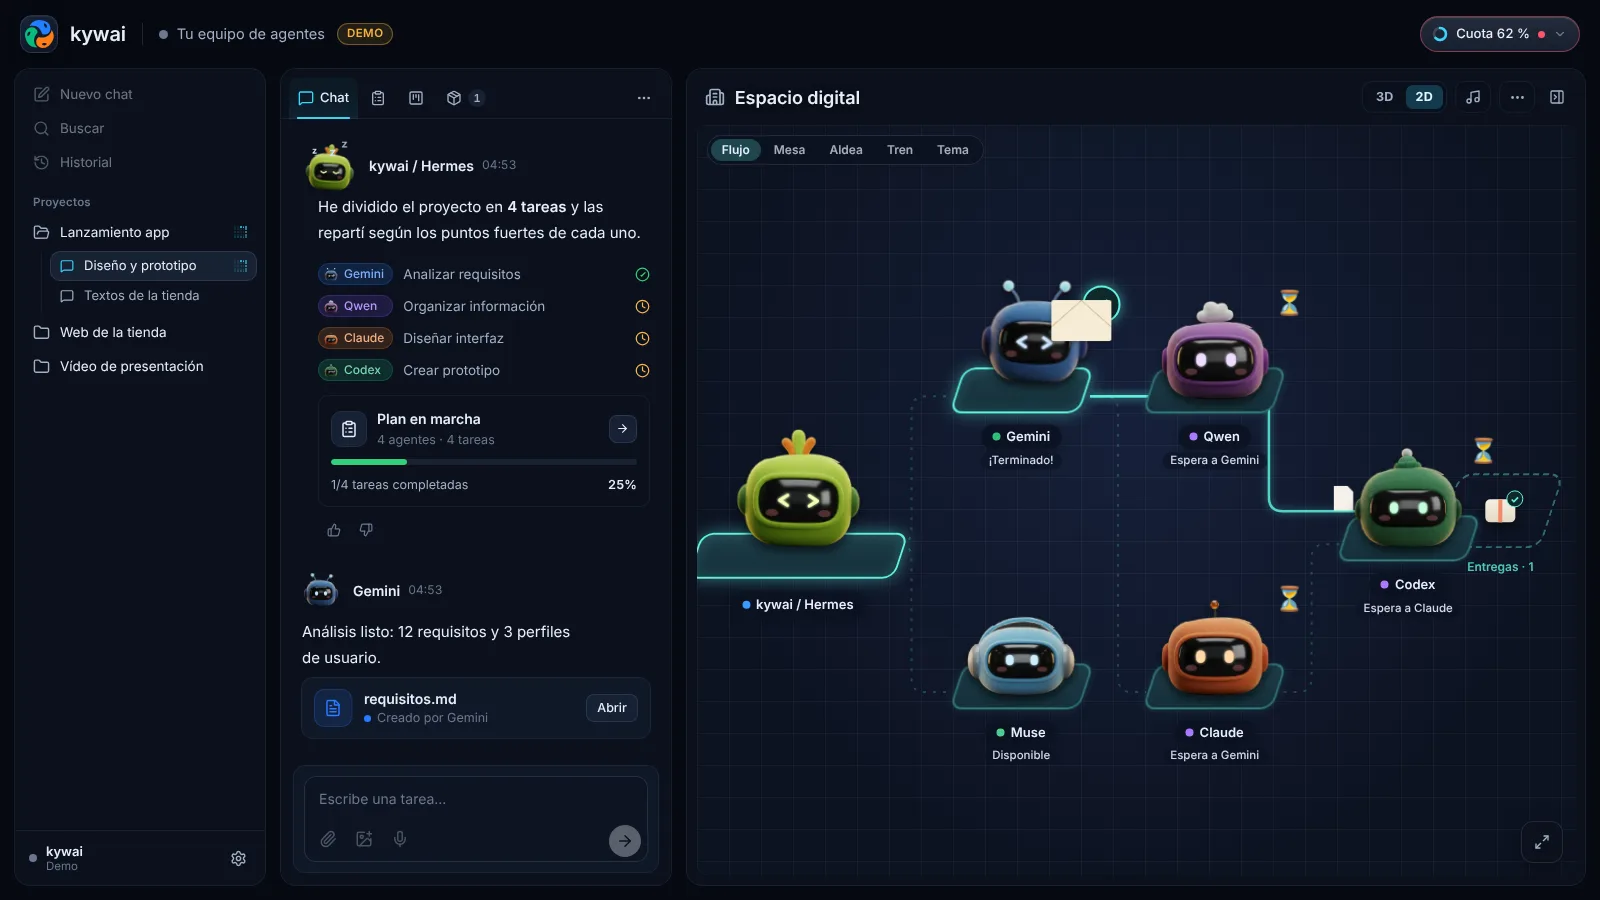 kywai
Tu equipo de agentes
DEMO
Cuota 62 %
Nuevo chat
Buscar
Historial
Proyectos
Lanzamiento app
Diseño y prototipo
Textos de la tienda
Web de la tienda
Vídeo de presentación
kywai
Demo
Chat
1
z z z
kywai / Hermes 04:53
He dividido el proyecto en 4 tareas y las
repartí según los puntos fuertes de cada uno.
Gemini Analizar requisitos
Qwen Organizar información
Claude Diseñar interfaz
Codex Crear prototipo
Plan en marcha
4 agentes · 4 tareas
1/4 tareas completadas 25%
Gemini 04:53
Análisis listo: 12 requisitos y 3 perfiles
de usuario.
requisitos.md
Creado por Gemini
Abrir
Escribe una tarea...
Espacio digital
3D 2D
Flujo Mesa Aldea Tren Tema
Gemini
¡Terminado!
Qwen
Espera a Gemini
kywai / Hermes
Entregas · 1
Codex
Espera a Claude
Muse
Disponible
Claude
Espera a Gemini